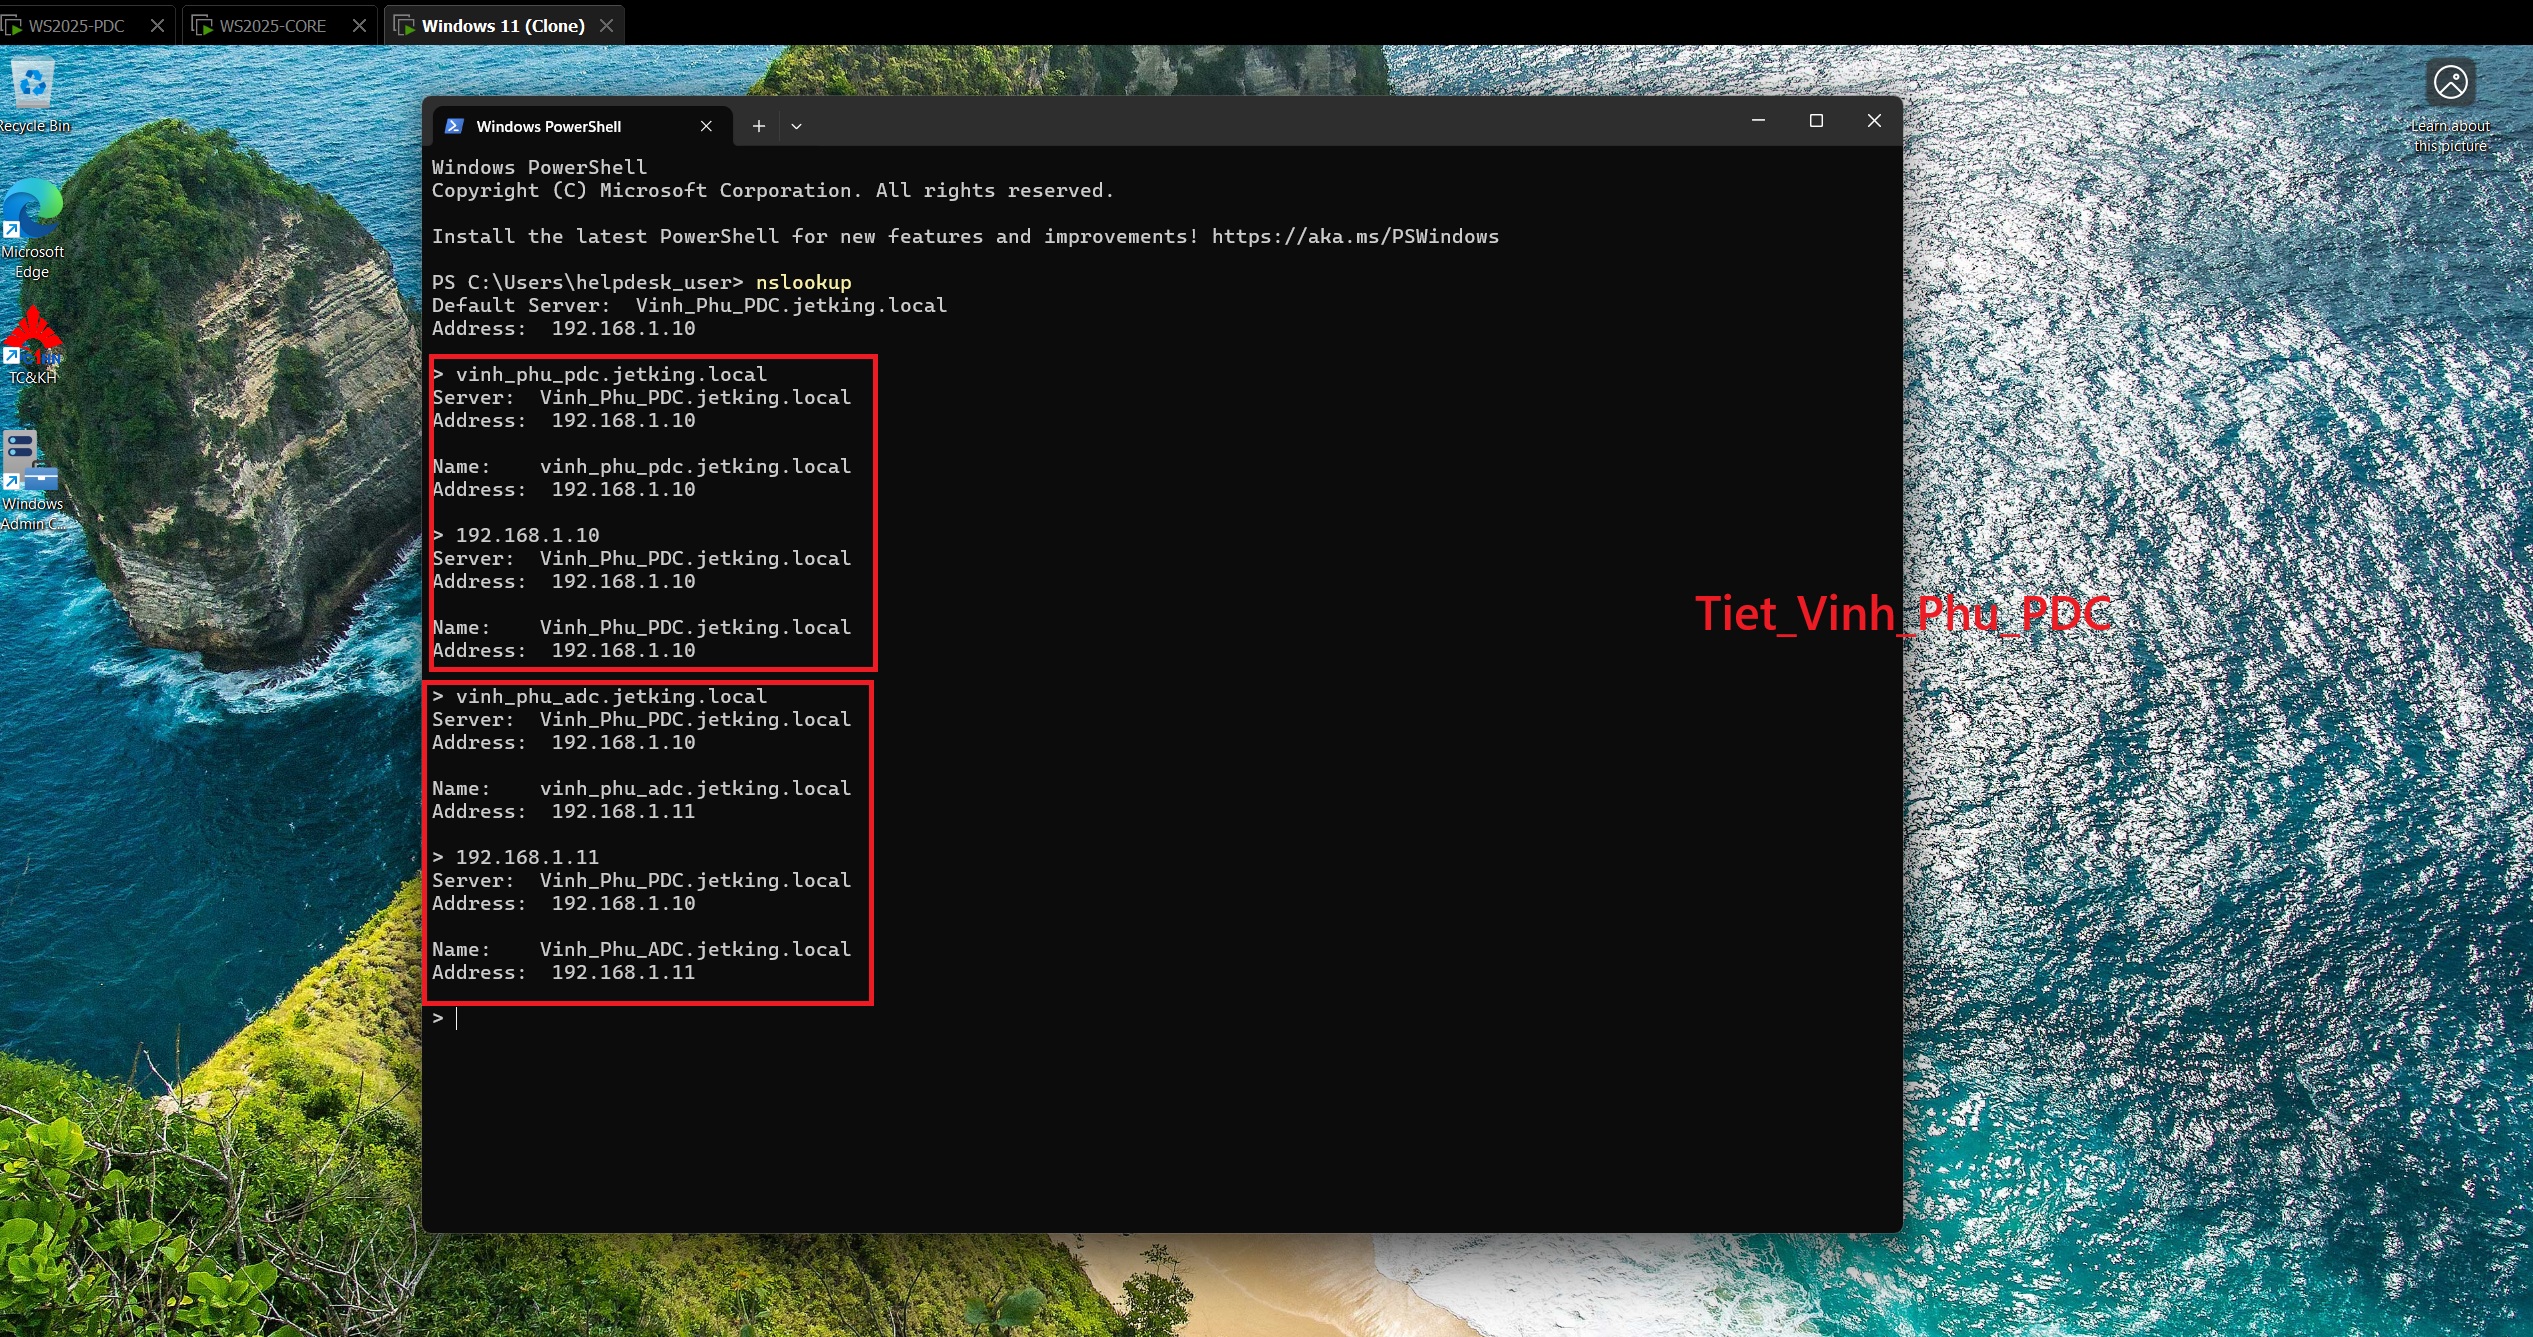 WS2025-PDC
WS2025-CORE
Windows 11 (Clone)
Recycle Bin
Learn about
this picture
Microsoft
Edge
TC&KH
Windows
Admin C...
Windows PowerShell
Windows PowerShell
Copyright (C) Microsoft Corporation. All rights reserved.
Install the latest PowerShell for new features and improvements! https://aka.ms/PSWindows
PS C:\Users\helpdesk_user> nslookup
Default Server:  Vinh_Phu_PDC.jetking.local
Address:  192.168.1.10
> vinh_phu_pdc.jetking.local
Server:  Vinh_Phu_PDC.jetking.local
Address:  192.168.1.10
Name:    vinh_phu_pdc.jetking.local
Address:  192.168.1.10
> 192.168.1.10
Server:  Vinh_Phu_PDC.jetking.local
Address:  192.168.1.10
Name:    Vinh_Phu_PDC.jetking.local
Address:  192.168.1.10
> vinh_phu_adc.jetking.local
Server:  Vinh_Phu_PDC.jetking.local
Address:  192.168.1.10
Name:    vinh_phu_adc.jetking.local
Address:  192.168.1.11
> 192.168.1.11
Server:  Vinh_Phu_PDC.jetking.local
Address:  192.168.1.10
Name:    Vinh_Phu_ADC.jetking.local
Address:  192.168.1.11
>
Tiet_Vinh_Phu_PDC